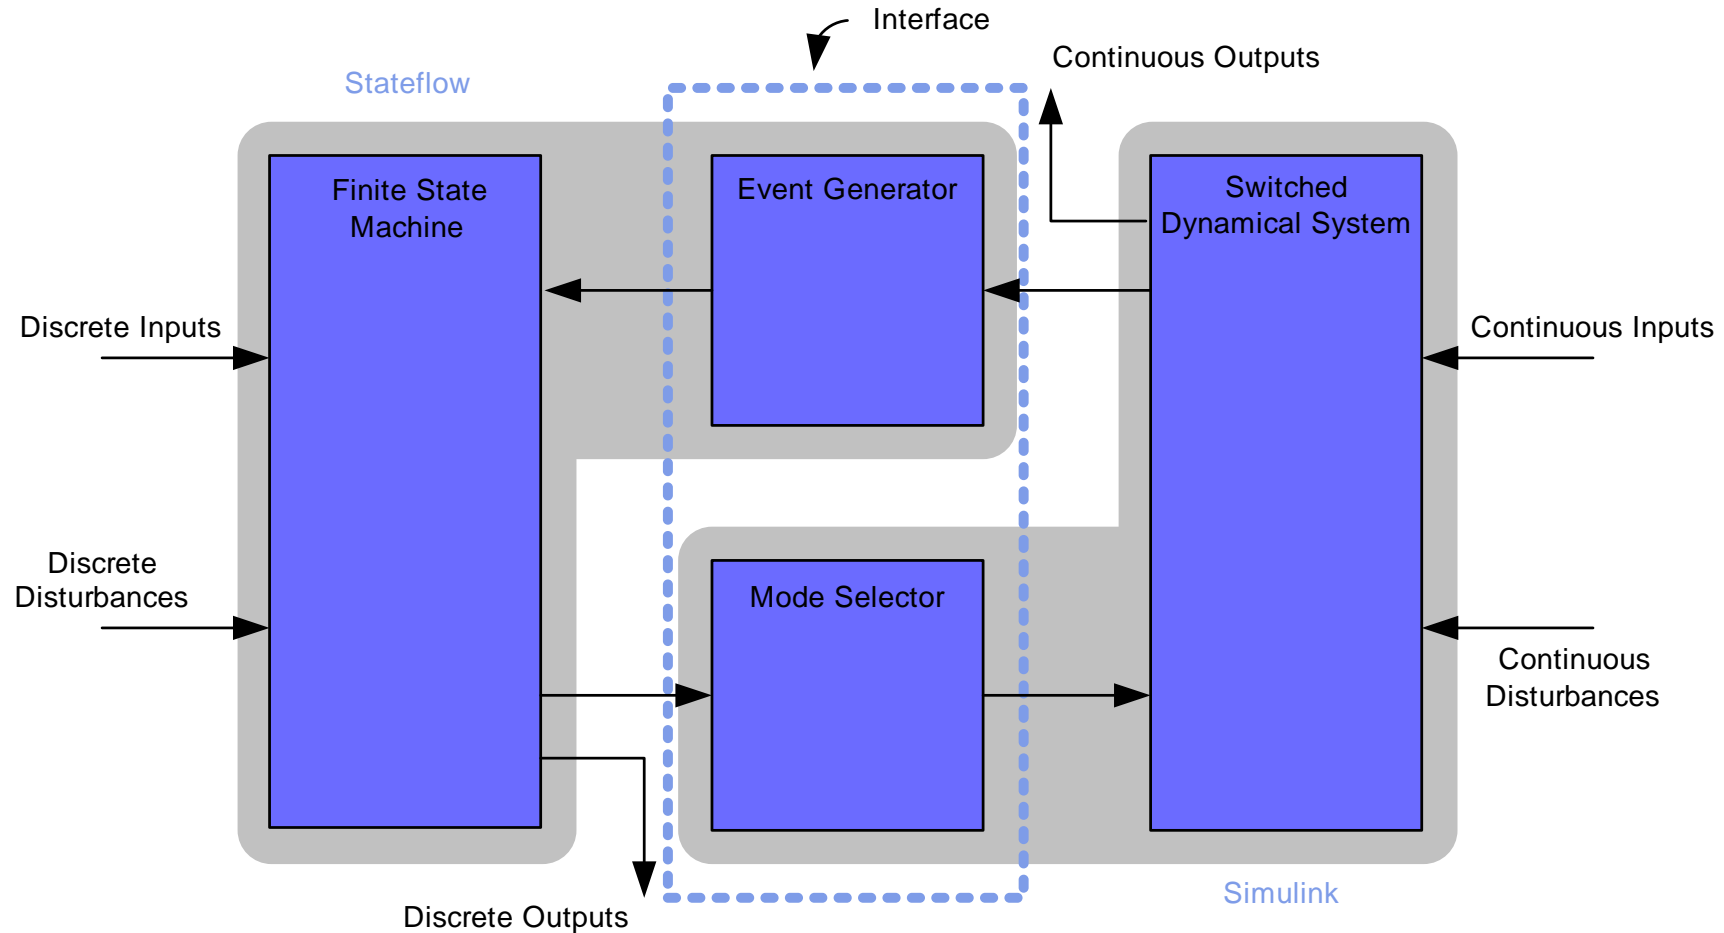 Interface
Continuous Outputs
Stateflow
Finite State
Machine
Event Generator
Switched
Dynamical System
Discrete Inputs
Continuous Inputs
Discrete
Disturbances
Mode Selector
Continuous
Disturbances
Simulink
Discrete Outputs